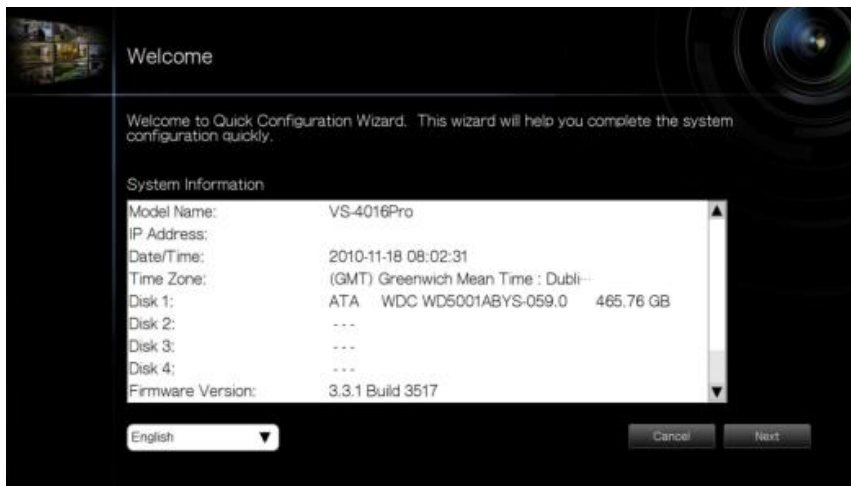 Welcome
Welcome to Quick Configuration Wizard. This wizard will help you complete the system
configuration quickly.
System Information
Model Name: VS-4016Pro
IP Address:
Date/Time: 2010-11-18 08:02:31
Time Zone: (GMT) Greenwich Mean Time : Dubli…
Disk 1: ATA WDC WD5001ABYS-059.0 465.76 GB
Disk 2: ---
Disk 3: ---
Disk 4: ---
Firmware Version: 3.3.1 Build 3517
English
Cancel Next